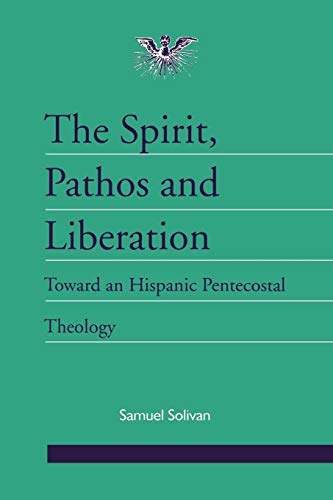 The Spirit,
Pathos and
Liberation
Toward an Hispanic Pentecostal
Theology
Samuel Solivan